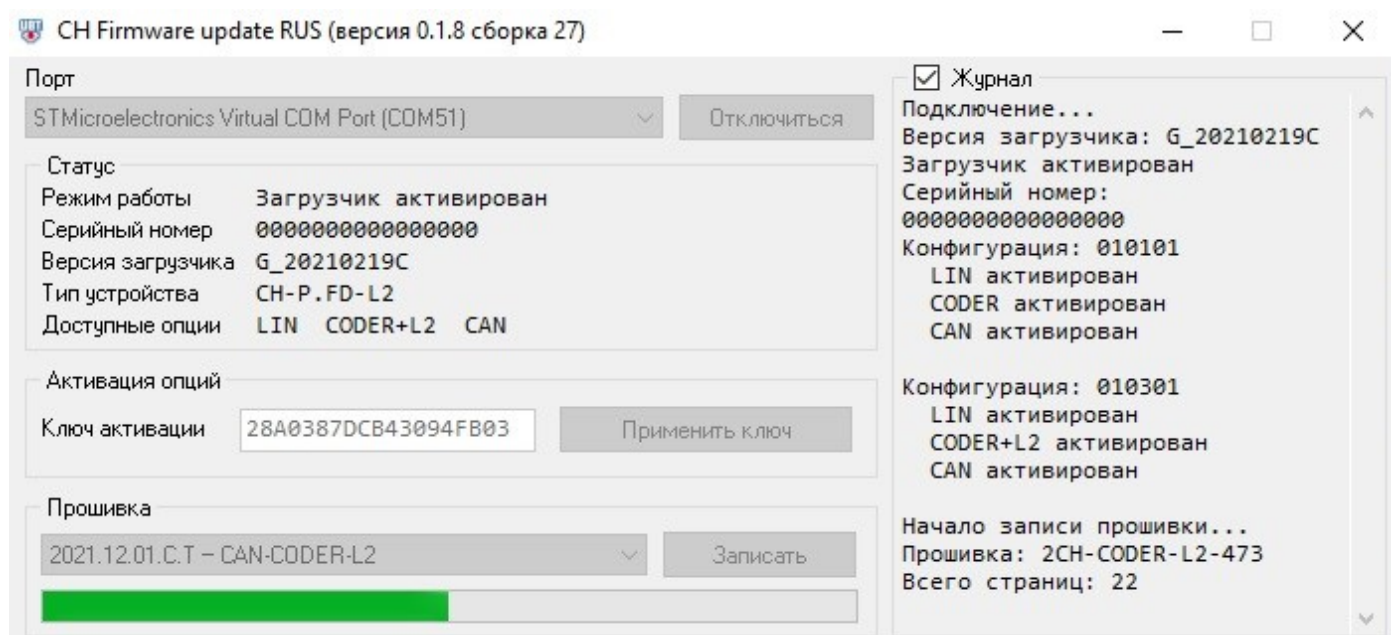 CH Firmware update RUS (версия 0.1.8 сборка 27)
Порт
STMicroelectronics Virtual COM Port (COM51)
Отключиться
Статус
Режим работы Загрузчик активирован
Серийный номер 0000000000000000
Версия загрузчика G_20210219C
Тип устройства CH-P.FD-L2
Доступные опции LIN CODER+L2 CAN
Активация опций
Ключ активации 28A0387DCB43094FB03 Применить ключ
Прошивка
2021.12.01.C.T – CAN-CODER-L2 Записать
Журнал
Подключение...
Версия загрузчика: G_20210219C
Загрузчик активирован
Серийный номер:
0000000000000000
Конфигурация: 010101
LIN активирован
CODER активирован
CAN активирован
Конфигурация: 010301
LIN активирован
CODER+L2 активирован
CAN активирован
Начало записи прошивки...
Прошивка: 2CH-CODER-L2-473
Всего страниц: 22